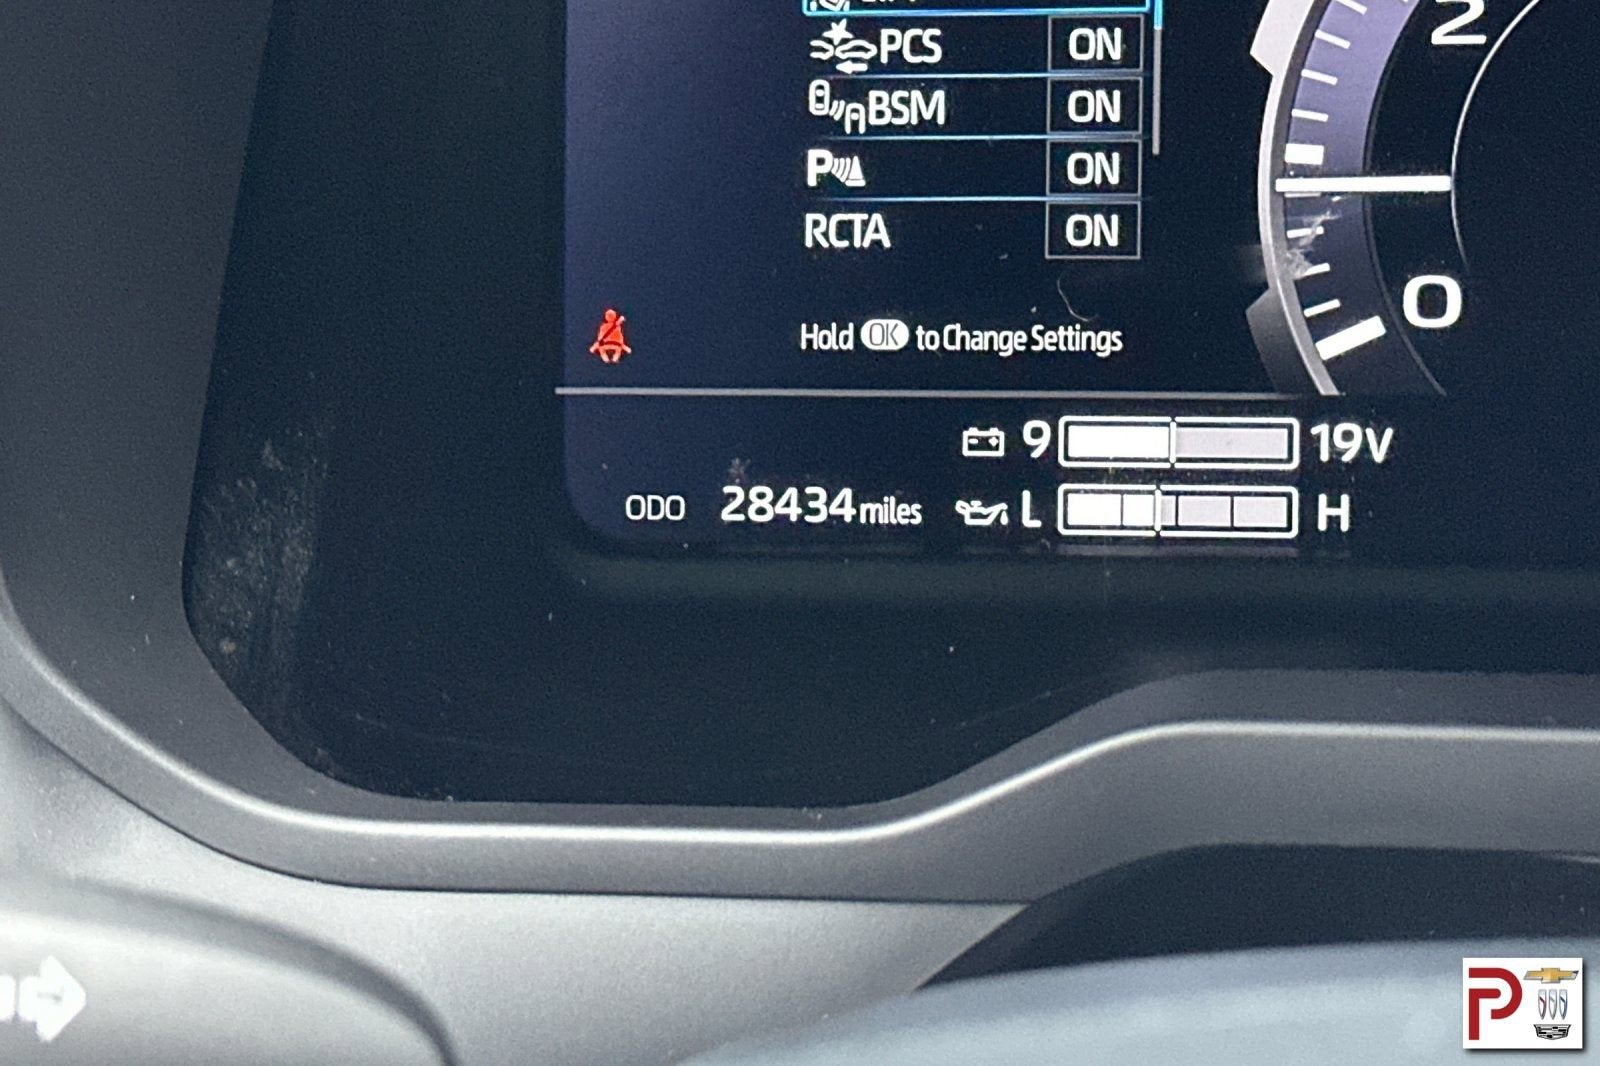 PCS ON
BSM ON
P ON
RCTA ON
Hold OK to Change Settings
9 19V
ODO 28434 miles L H
2
0
P